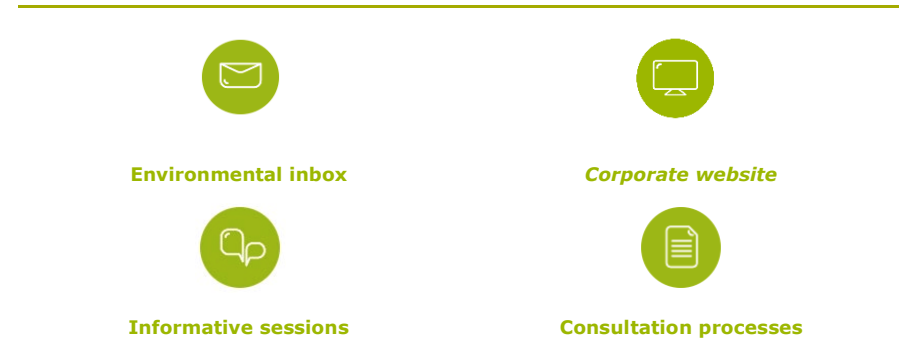 Environmental inbox
Corporate website
Informative sessions
Consultation processes